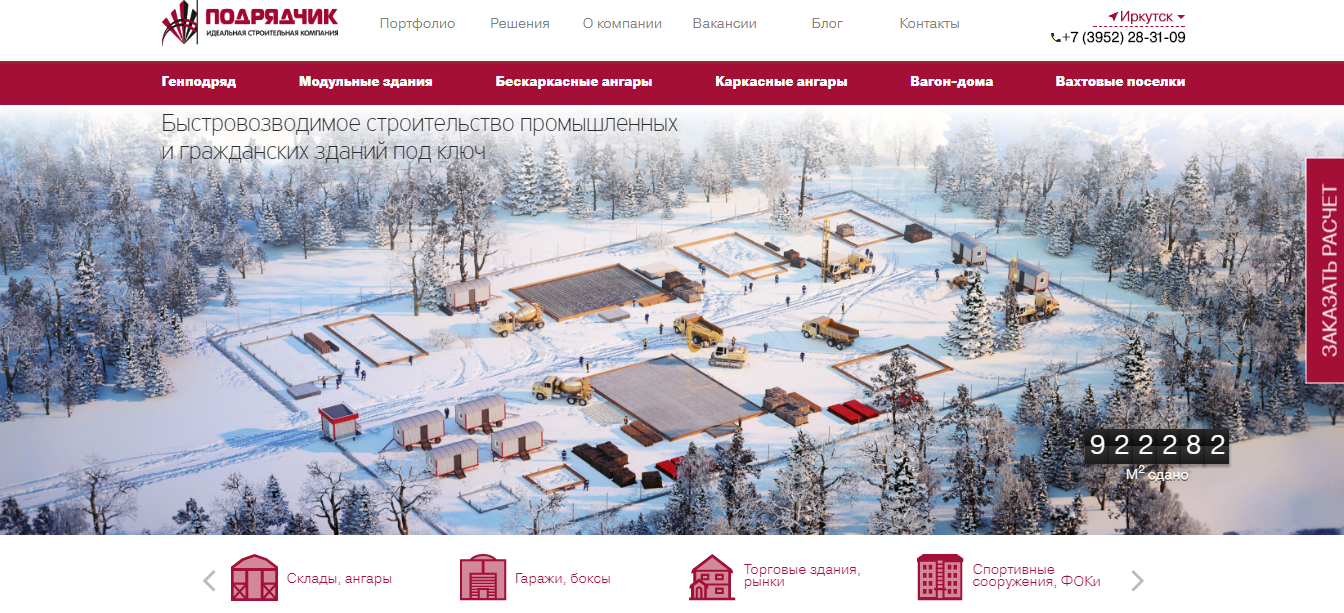 ПОДРЯДЧИК
ИДЕАЛЬНАЯ СТРОИТЕЛЬНАЯ КОМПАНИЯ
Портфолио Решения О компании Вакансии Блог Контакты
Иркутск
+7 (3952) 28-31-09
Генподряд Модульные здания Бескаркасные ангары Каркасные ангары Вагон-дома Вахтовые поселки
Быстровозводимое строительство промышленных
и гражданских зданий под ключ
ЗАКАЗАТЬ РАСЧЕТ
922282
М² сдано
Склады, ангары
Гаражи, боксы
Торговые здания,
рынки
Спортивные
сооружения, ФОКи